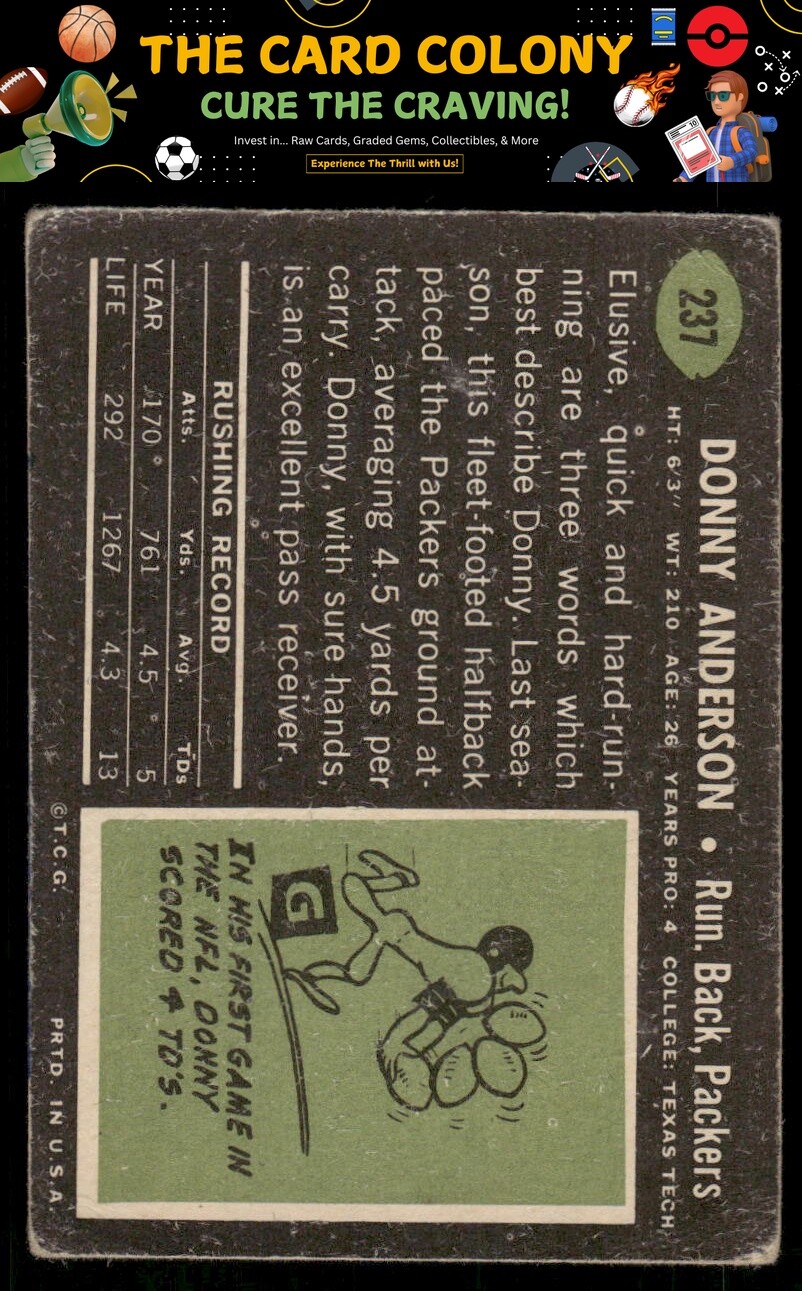 THE CARD COLONY
CURE THE CRAVING!
Invest in... Raw Cards, Graded Gems, Collectibles, & More
Experience The Thrill with Us!
10
237
DONNY ANDERSON • Run. Back, Packers
HT: 6'3" WT: 210 AGE: 26 YEARS PRO: 4 COLLEGE: TEXAS TECH
Elusive, quick and hard-run-
ning are three words which
best describe Donny. Last sea-
son, this fleet-footed halfback
paced the Packers ground at-
tack, averaging 4.5 yards per
carry. Donny, with sure hands,
is an excellent pass receiver.
RUSHING RECORD
Atts. Yds. Avg. TDs
YEAR 170 761 4.5 5
LIFE 292 1267 4.3 13
G
IN HIS FIRST GAME IN
THE NFL, DONNY
SCORED 4 TD'S.
©T.C.G. PRTD. IN U.S.A.